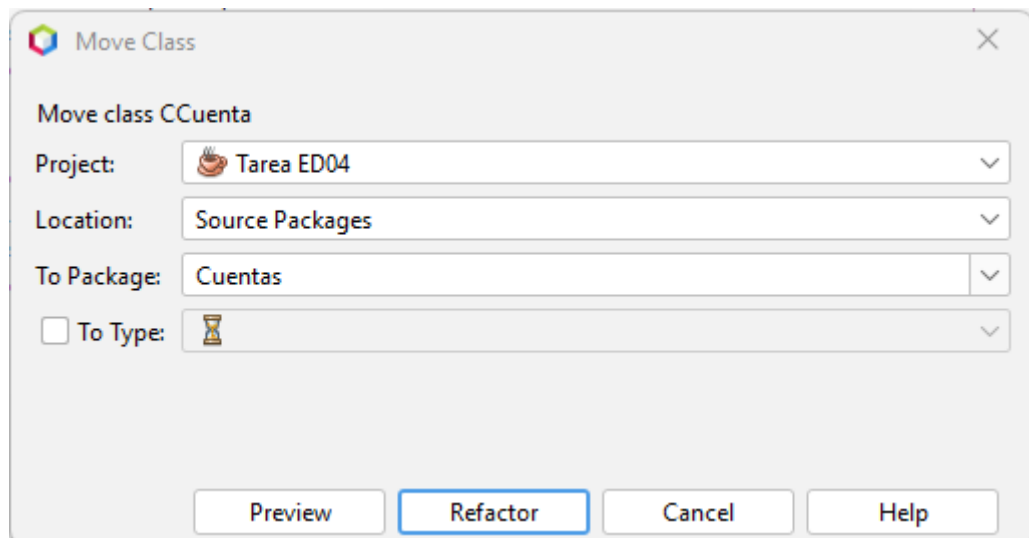 Move Class
Move class CCuenta
Project: Tarea ED04
Location: Source Packages
To Package: Cuentas
To Type:
Preview Refactor Cancel Help